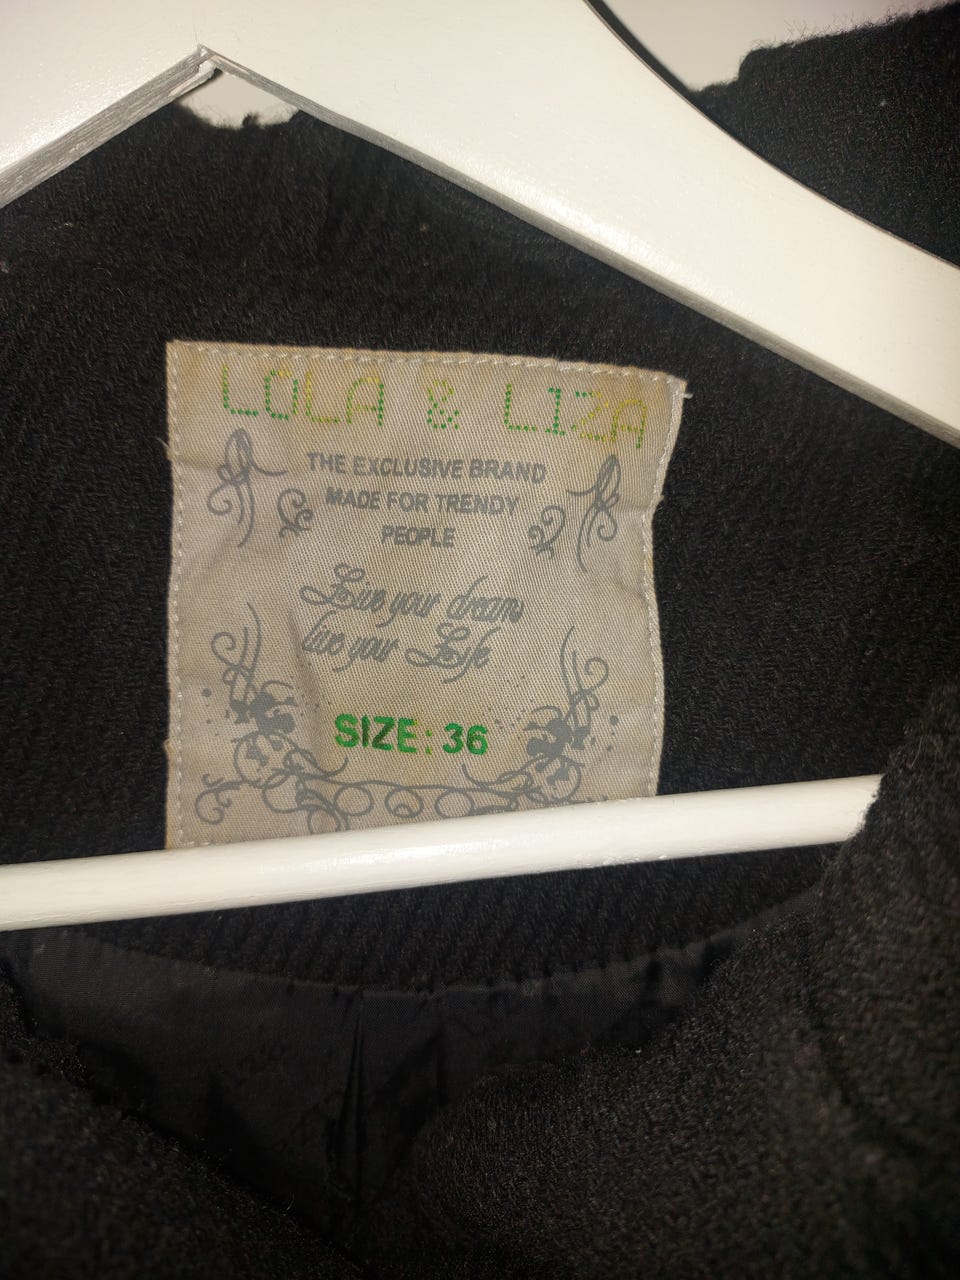 LOLA & LIZA
THE EXCLUSIVE BRAND
MADE FOR TRENDY
PEOPLE
Live your dreams
live your Life
SIZE: 36